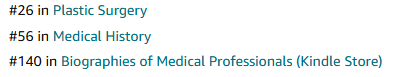 #26 in Plastic Surgery
#56 in Medical History
#140 in Biographies of Medical Professionals (Kindle Store)